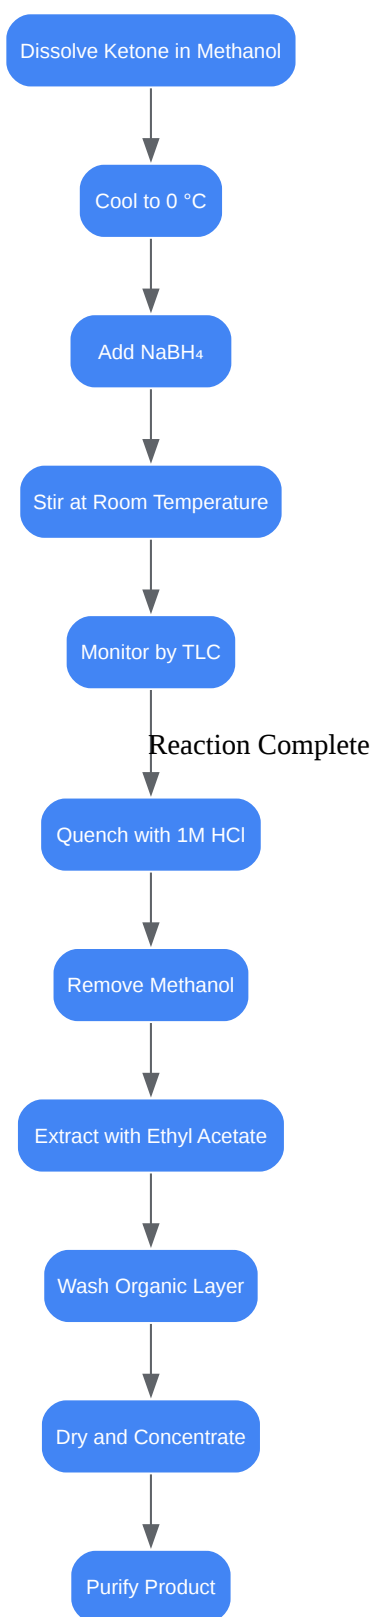 Dissolve Ketone in Methanol
Cool to 0 °C
Add NaBH₄
Stir at Room Temperature
Monitor by TLC
Reaction Complete
Quench with 1M HCl
Remove Methanol
Extract with Ethyl Acetate
Wash Organic Layer
Dry and Concentrate
Purify Product